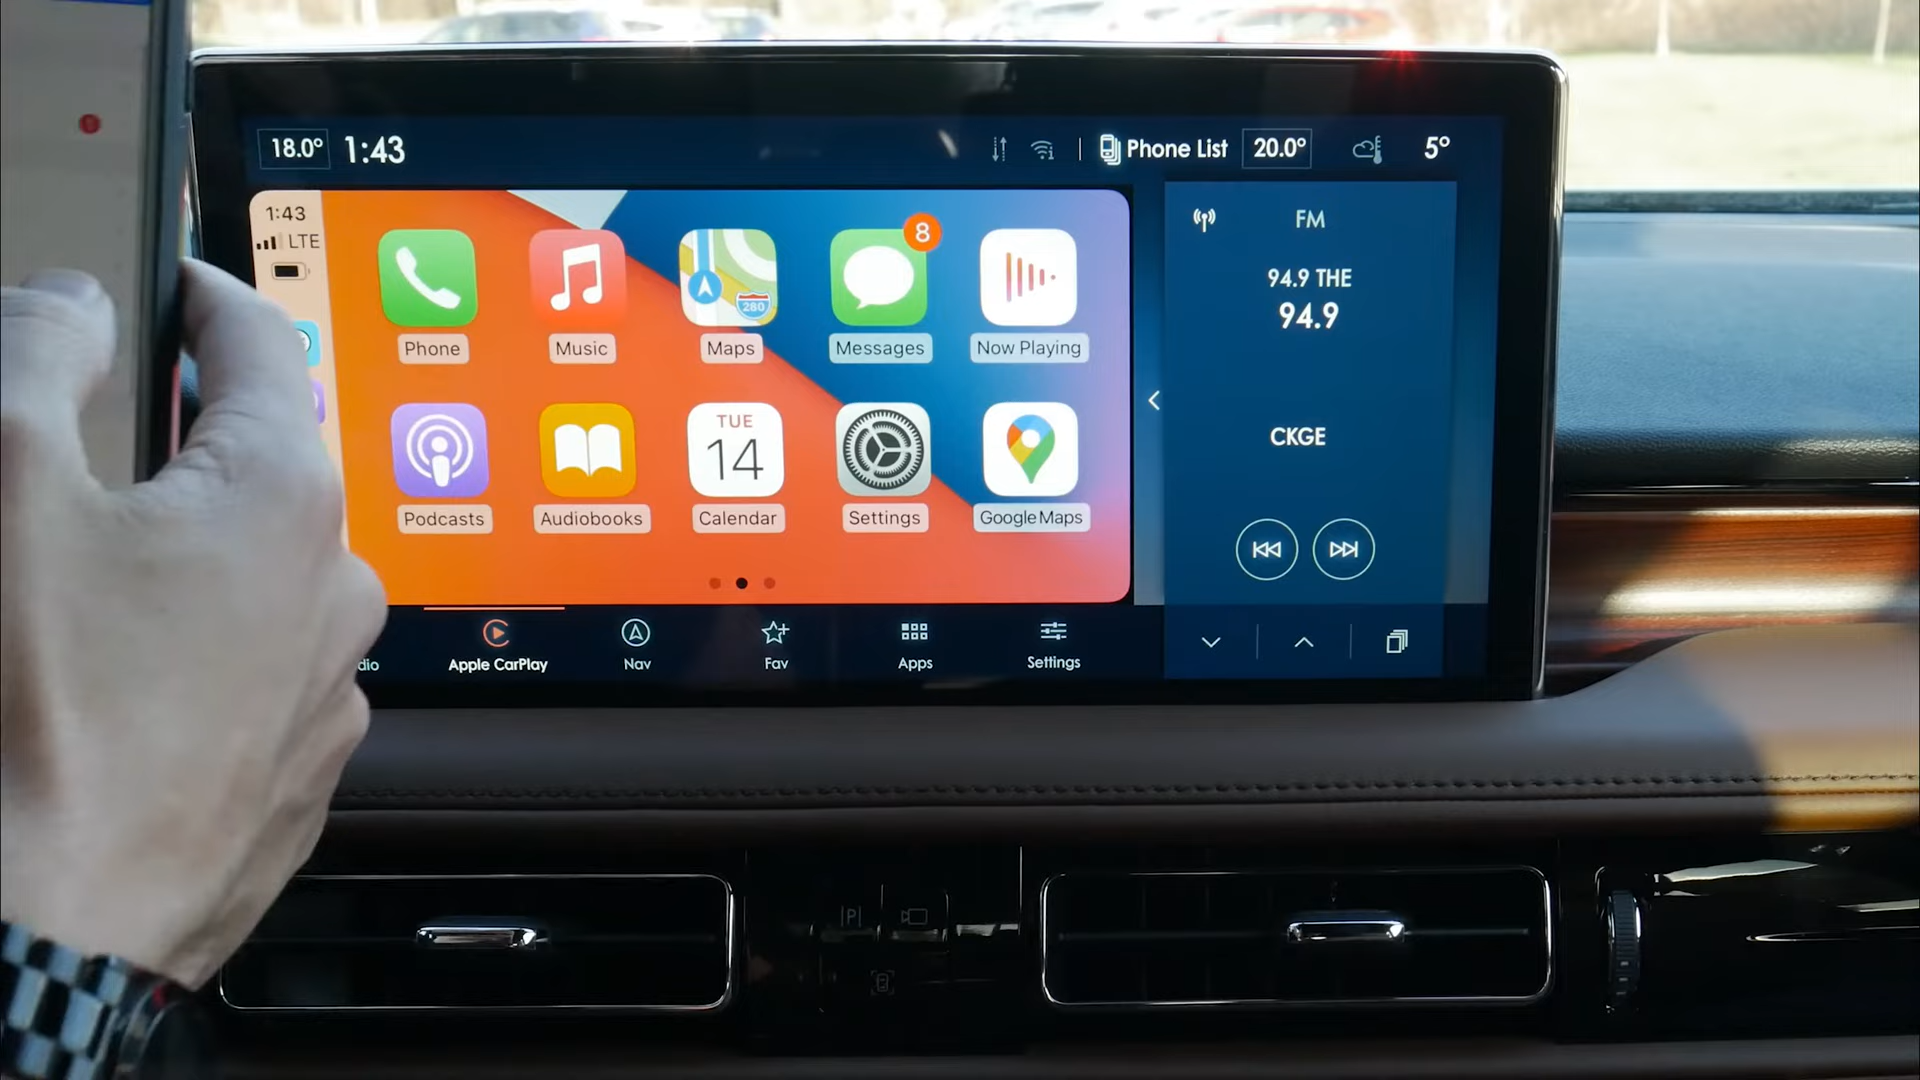 18.0° 1:43
Phone List 20.0° 5°
1:43
LTE
8
280
Phone Music Maps Messages Now Playing
TUE
14
Podcasts Audiobooks Calendar Settings Google Maps
FM
94.9 THE
94.9
CKGE
dio Apple CarPlay Nav Fav Apps Settings
P